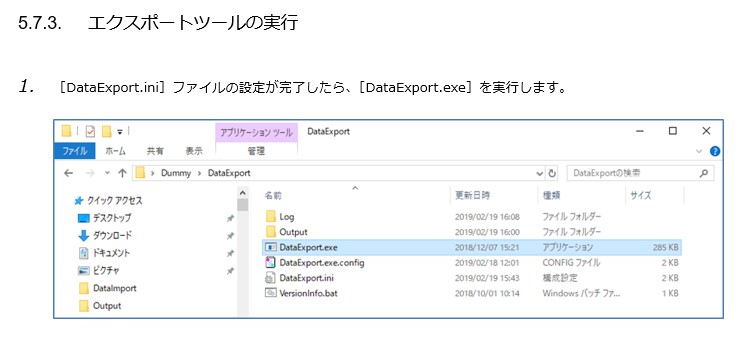 5.7.3. エクスポートツールの実行
1. ［DataExport.ini］ファイルの設定が完了したら、［DataExport.exe］を実行します。
アプリケーション ツール DataExport
ファイル ホーム 共有 表示 管理
Dummy DataExport DataExportの検索
名前 更新日時 種類 サイズ
クイック アクセス
デスクトップ
ダウンロード
ドキュメント
ピクチャ
DataImport
Output
Log 2019/02/19 16:08 ファイル フォルダー
Output 2019/02/19 16:00 ファイル フォルダー
DataExport.exe 2018/12/07 15:21 アプリケーション 285 KB
DataExport.exe.config 2019/02/18 12:01 CONFIG ファイル 2 KB
DataExport.ini 2019/02/19 15:43 構成設定 2 KB
VersionInfo.bat 2018/10/01 10:14 Windows バッチ ファ... 1 KB